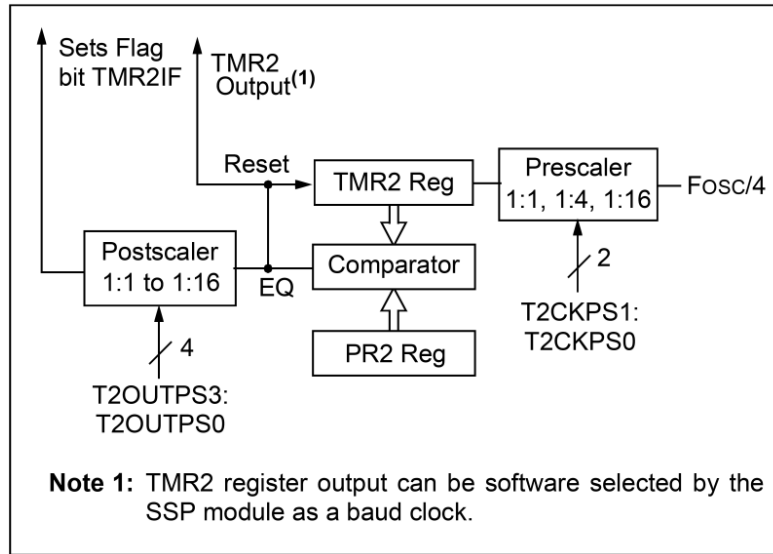 Sets Flag
bit TMR2IF
TMR2
Output(1)
Reset
TMR2 Reg
Prescaler
1:1, 1:4, 1:16
FOSC/4
Postscaler
1:1 to 1:16
EQ
Comparator
2
T2CKPS1:
T2CKPS0
PR2 Reg
4
T2OUTPS3:
T2OUTPS0
Note 1: TMR2 register output can be software selected by the
SSP module as a baud clock.